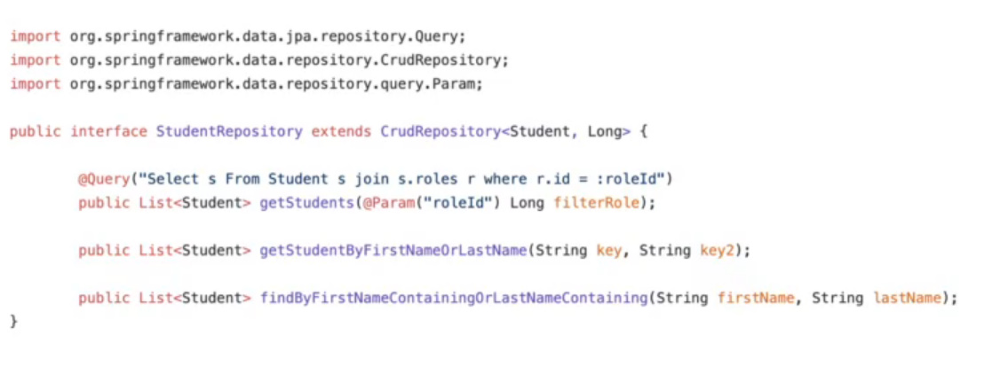 import org.springframework.data.jpa.repository.Query;
import org.springframework.data.repository.CrudRepository;
import org.springframework.data.repository.query.Param;
public interface StudentRepository extends CrudRepository<Student, Long> {
@Query("Select s From Student s join s.roles r where r.id = :roleId")
public List<Student> getStudents(@Param("roleId") Long filterRole);
public List<Student> getStudentByFirstNameOrLastName(String key, String key2);
public List<Student> findByFirstNameContainingOrLastNameContaining(String firstName, String lastName);
}